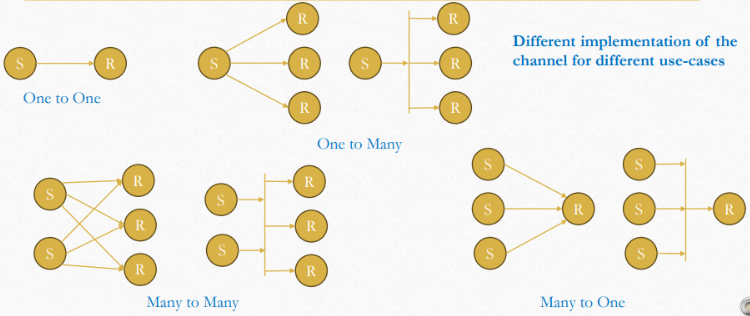 S
R
One to One
S
R
R
R
S
R
R
R
One to Many
Different implementation of the
channel for different use-cases
S
S
R
R
R
S
S
R
R
R
Many to Many
S
S
S
R
S
S
S
R
Many to One